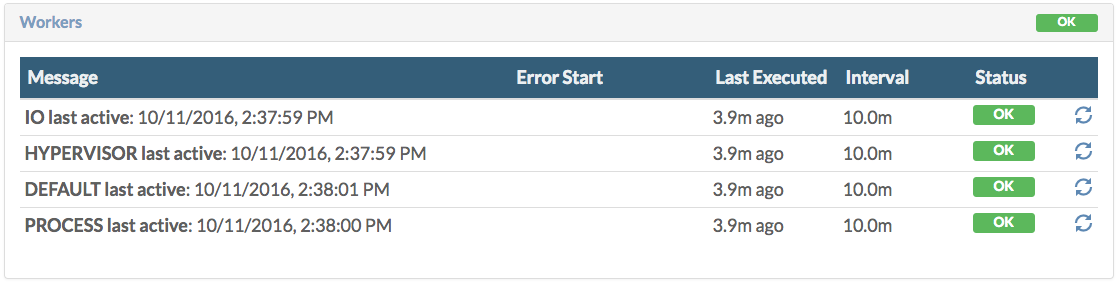 Workers OK
Message Error Start Last Executed Interval Status
IO last active: 10/11/2016, 2:37:59 PM 3.9m ago 10.0m OK
HYPERVISOR last active: 10/11/2016, 2:37:59 PM 3.9m ago 10.0m OK
DEFAULT last active: 10/11/2016, 2:38:01 PM 3.9m ago 10.0m OK
PROCESS last active: 10/11/2016, 2:38:00 PM 3.9m ago 10.0m OK